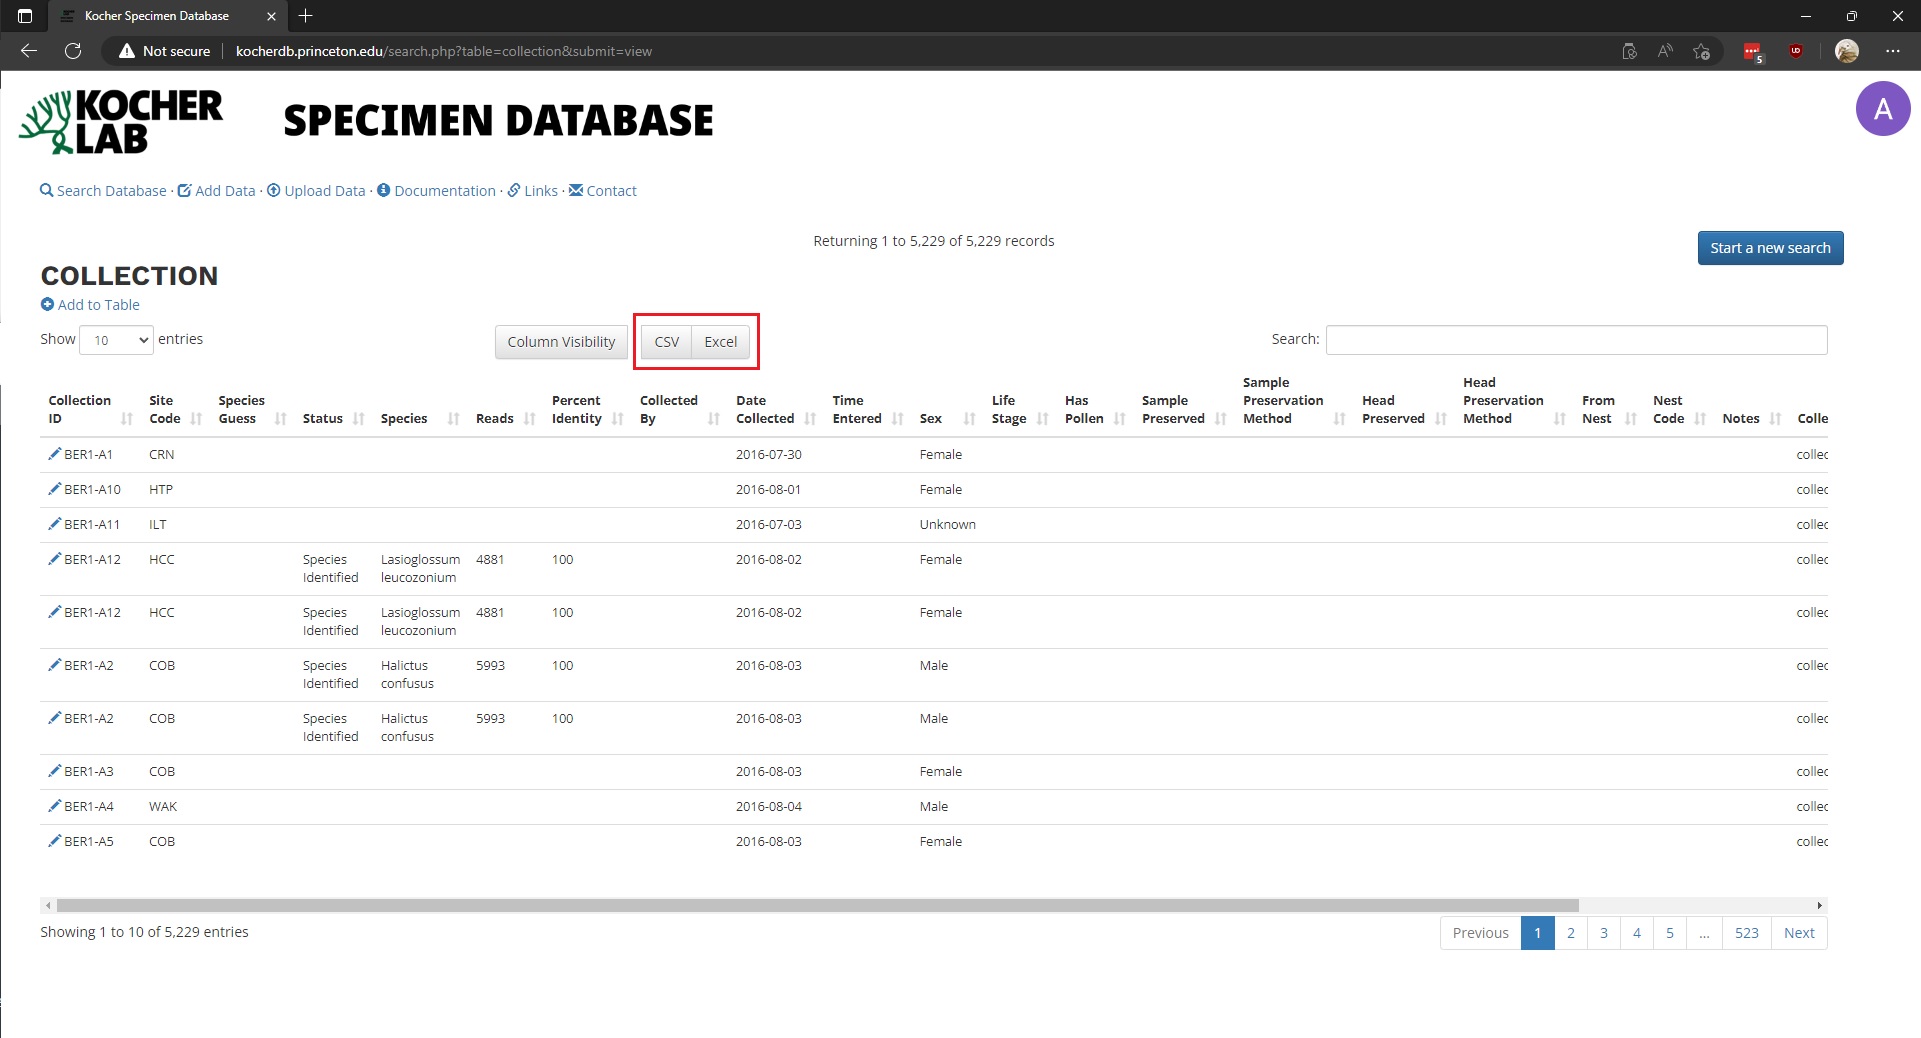 Kocher Specimen Database
Not secure kocherdb.princeton.edu/search.php?table=collection&submit=view
5
UD
KOCHER
LAB
SPECIMEN DATABASE
A
Search Database · Add Data · Upload Data · Documentation · Links · Contact
Returning 1 to 5,229 of 5,229 records
Start a new search
COLLECTION
Add to Table
Show 10 entries
Column Visibility CSV Excel
Search:
Collection ID Site Code Species Guess Status Species Reads Percent Identity Collected By Date Collected Time Entered Sex Life Stage Has Pollen Sample Preserved Sample Preservation Method Head Preserved Head Preservation Method From Nest Nest Code Notes Colle
BER1-A1 CRN 2016-07-30 Female collec
BER1-A10 HTP 2016-08-01 Female collec
BER1-A11 ILT 2016-07-03 Unknown collec
BER1-A12 HCC Species Identified Lasioglossum leucozonium 4881 100 2016-08-02 Female collec
BER1-A12 HCC Species Identified Lasioglossum leucozonium 4881 100 2016-08-02 Female collec
BER1-A2 COB Species Identified Halictus confusus 5993 100 2016-08-03 Male collec
BER1-A2 COB Species Identified Halictus confusus 5993 100 2016-08-03 Male collec
BER1-A3 COB 2016-08-03 Female collec
BER1-A4 WAK 2016-08-04 Male collec
BER1-A5 COB 2016-08-03 Female collec
Showing 1 to 10 of 5,229 entries
Previous 1 2 3 4 5 ... 523 Next